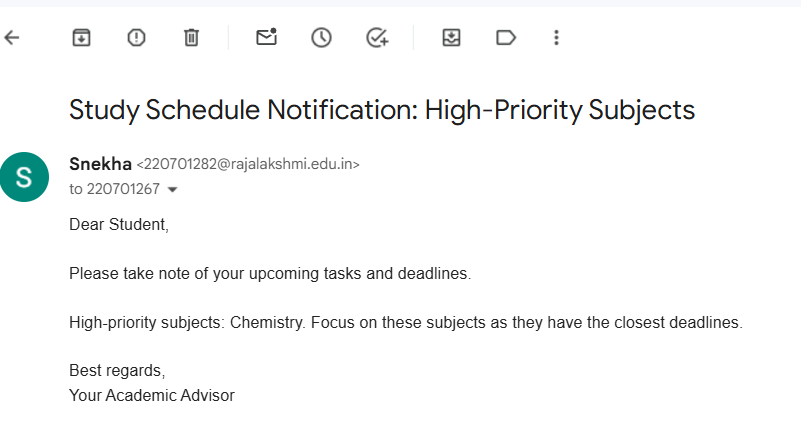 Study Schedule Notification: High-Priority Subjects
S
Snekha <220701282@rajalakshmi.edu.in>
to 220701267
Dear Student,
Please take note of your upcoming tasks and deadlines.
High-priority subjects: Chemistry. Focus on these subjects as they have the closest deadlines.
Best regards,
Your Academic Advisor